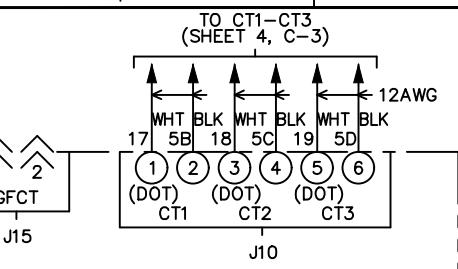 TO CT1-CT3
(SHEET 4, C-3)
12AWG
WHT BLK WHT BLK WHT BLK
17 5B 18 5C 19 5D
2 1 2 3 4 5 6
GFCT (DOT) (DOT) (DOT)
CT1 CT2 CT3
J15 J10